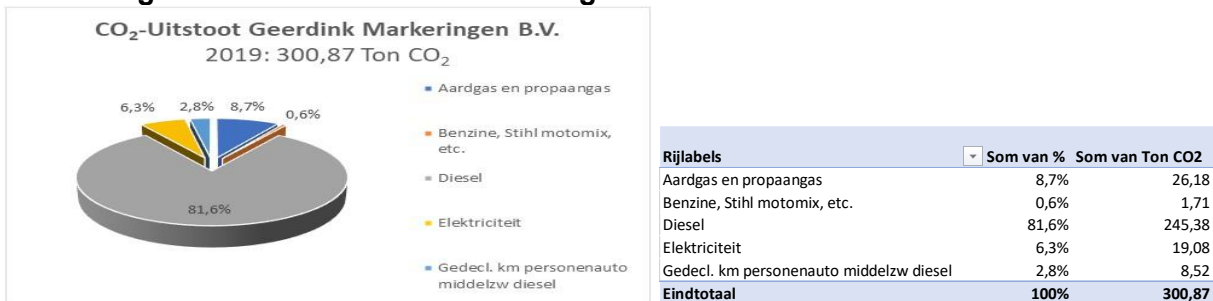 CO₂-Uitstoot Geerdink Markeringen B.V.
2019: 300,87 Ton CO₂
6,3%
2,8%
8,7%
0,6%
81,6%
Aardgas en propaangas
Benzine, Stihl motomix,
etc.
Diesel
Elektriciteit
Gedecl. km personenauto
middelzw diesel
Rijlabels Som van % Som van Ton CO2
Aardgas en propaangas 8,7% 26,18
Benzine, Stihl motomix, etc. 0,6% 1,71
Diesel 81,6% 245,38
Elektriciteit 6,3% 19,08
Gedecl. km personenauto middelzw diesel 2,8% 8,52
Eindtotaal 100% 300,87